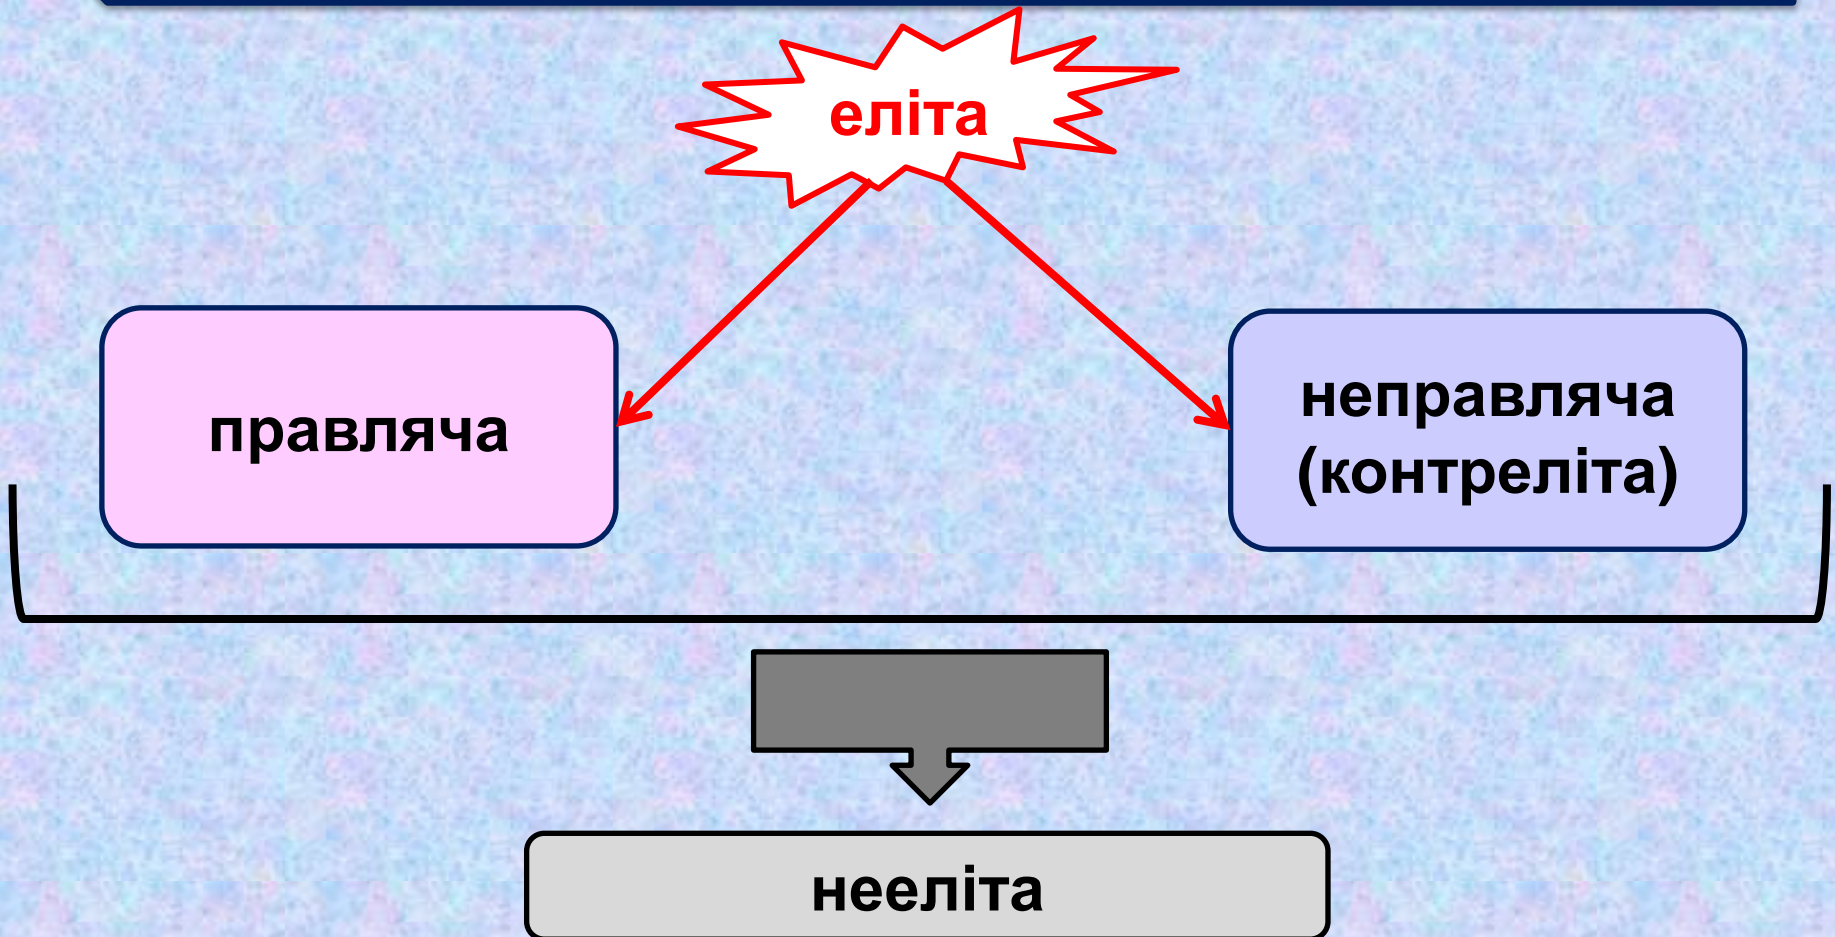 еліта
правляча
неправляча
(контреліта)
нееліта